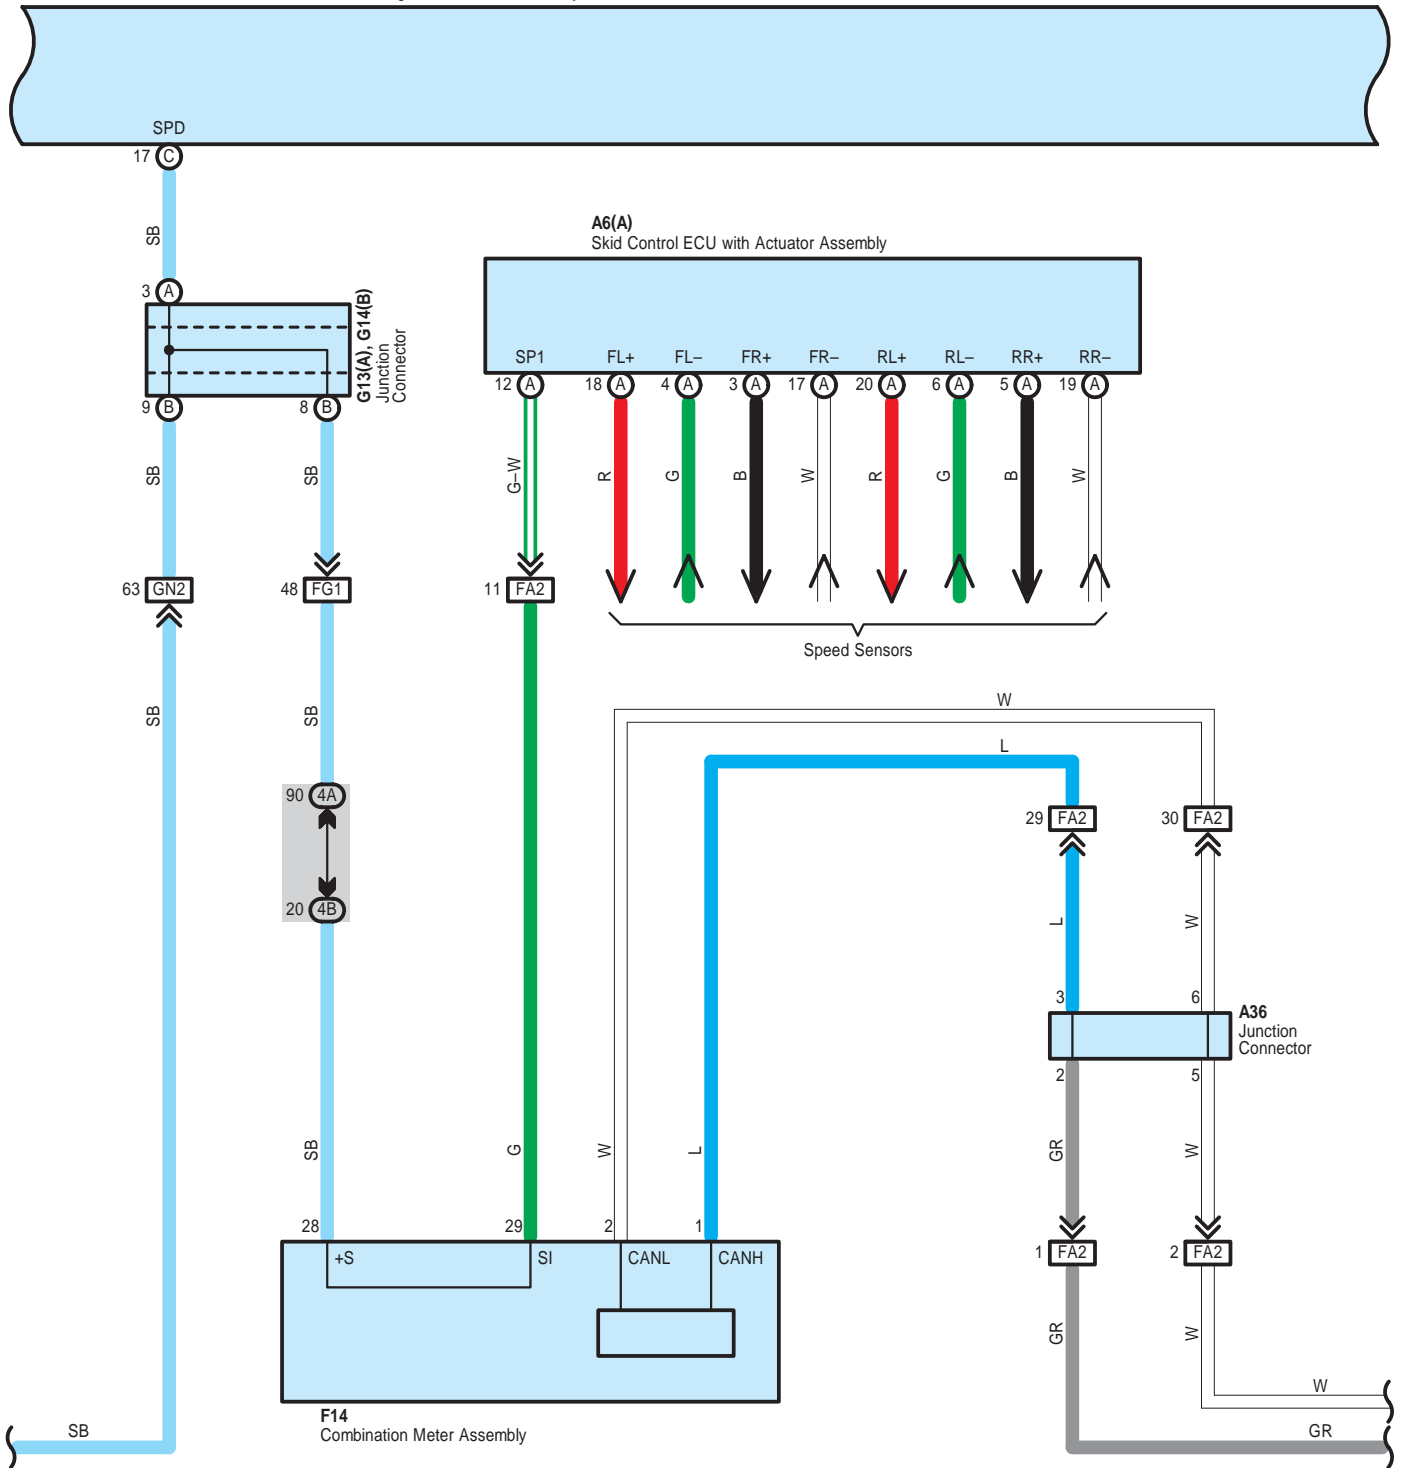 SPD
17 C
SB
A6(A)
Skid Control ECU with Actuator Assembly
3 A
G13(A), G14(B)
Junction
Connector
SP1 FL+ FL– FR+ FR– RL+ RL– RR+ RR–
12 A 18 A 4 A 3 A 17 A 20 A 6 A 5 A 19 A
9 B 8 B
SB SB G–W R G B W R G B W
63 GN2 48 FG1 11 FA2
Speed Sensors
W
SB SB
L
90 4A
29 FA2 30 FA2
20 4B
L W
3 6
A36
Junction
Connector
2 5
SB G W L GR W
28 29 2 1
+S SI CANL CANH
1 FA2 2 FA2
GR W
W
F14
Combination Meter Assembly
SB
GR